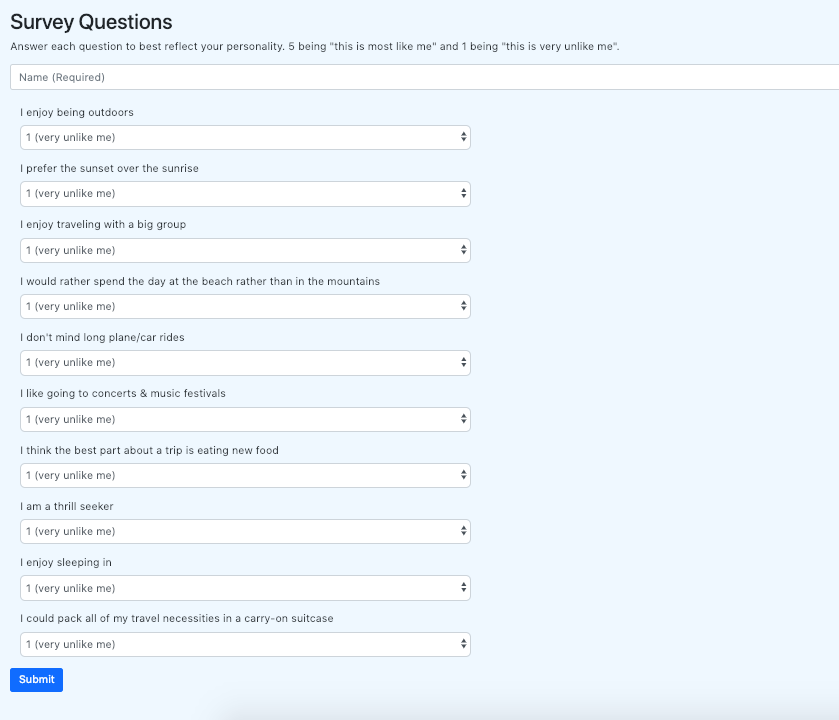 Survey Questions
Answer each question to best reflect your personality. 5 being "this is most like me" and 1 being "this is very unlike me".
Name (Required)
I enjoy being outdoors
1 (very unlike me)
I prefer the sunset over the sunrise
1 (very unlike me)
I enjoy traveling with a big group
1 (very unlike me)
I would rather spend the day at the beach rather than in the mountains
1 (very unlike me)
I don't mind long plane/car rides
1 (very unlike me)
I like going to concerts & music festivals
1 (very unlike me)
I think the best part about a trip is eating new food
1 (very unlike me)
I am a thrill seeker
1 (very unlike me)
I enjoy sleeping in
1 (very unlike me)
I could pack all of my travel necessities in a carry-on suitcase
1 (very unlike me)
Submit